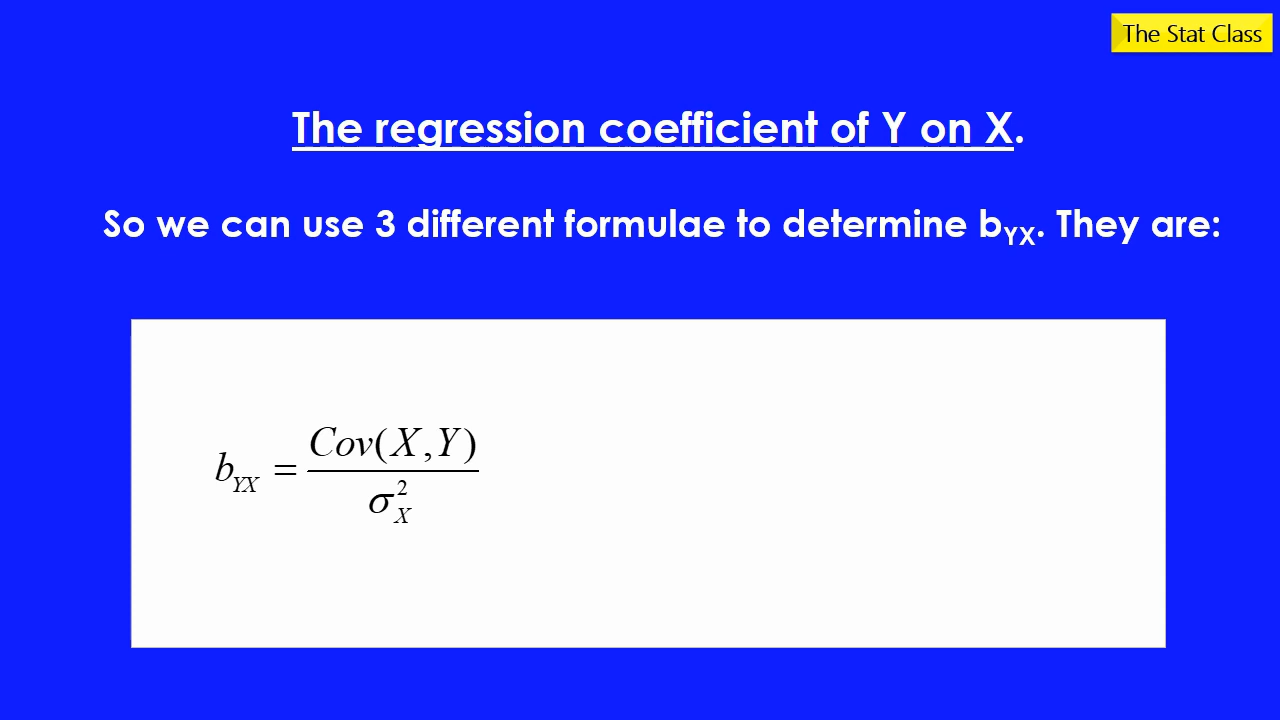 The Stat Class
The regression coefficient of Y on X.
So we can use 3 different formulae to determine b_YX. They are:
b_YX = Cov(X,Y) / σ_X^2